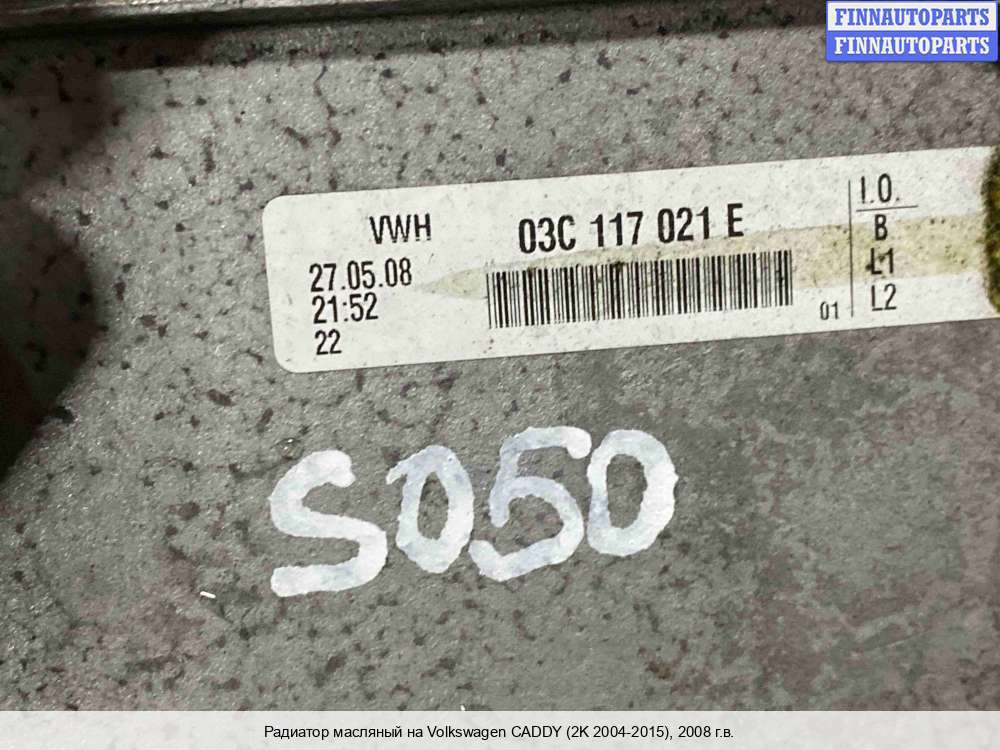 FINNAUTOPARTS
FINNAUTOPARTS
VWH
03C 117 021 E
I.O.
27.05.08
B
21:52
L1
22
01
L2
S050
Радиатор масляный на Volkswagen CADDY (2K 2004-2015), 2008 г.в.